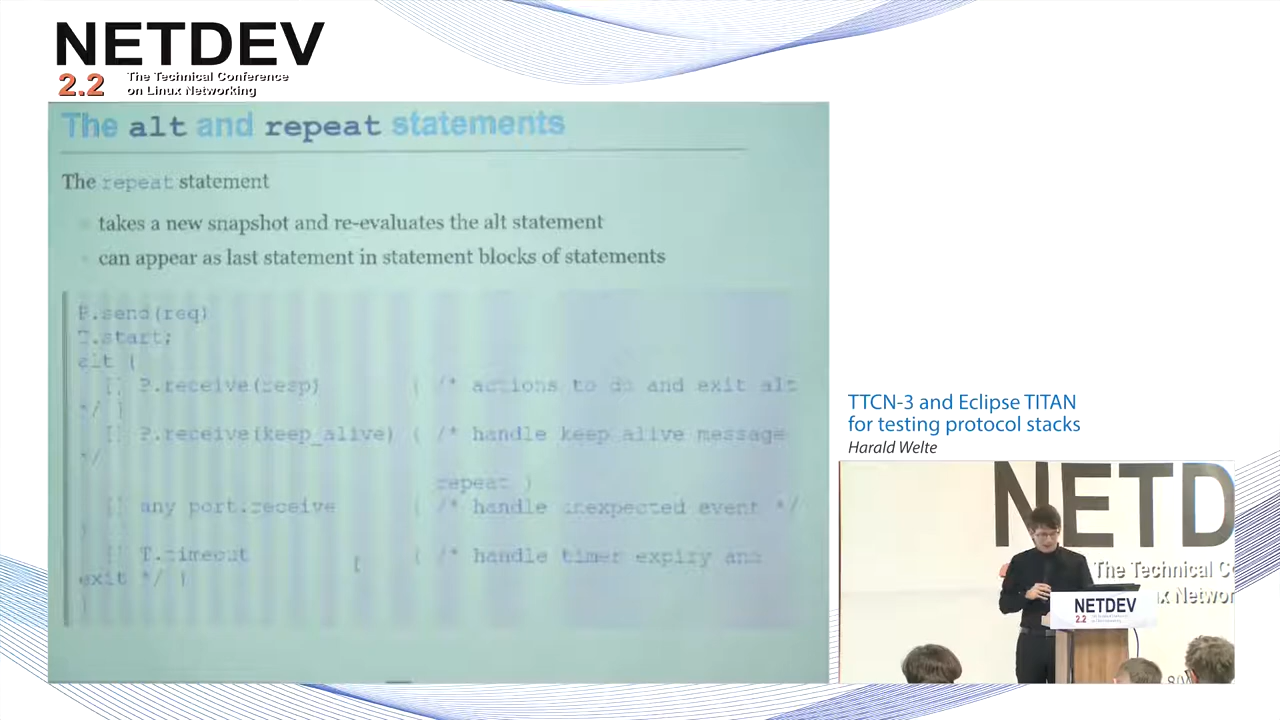 NETDEV
2.2 The Technical Conference
on Linux Networking
The alt and repeat statements
The repeat statement
takes a new snapshot and re-evaluates the alt statement
can appear as last statement in statement blocks of statements
P.send(req)
T.start;
alt {
[] P.receive(resp) { /* actions to do and exit alt
*/ }
[] P.receive(keep_alive) { /* handle keep alive message
*/
repeat }
[] any port.receive { /* handle unexpected event */
}
[] T.timeout { /* handle timer expiry and
exit */ }
}
TTCN-3 and Eclipse TITAN
for testing protocol stacks
Harald Welte
NETD
The Technical C
x Networ
NETDEV
2.2